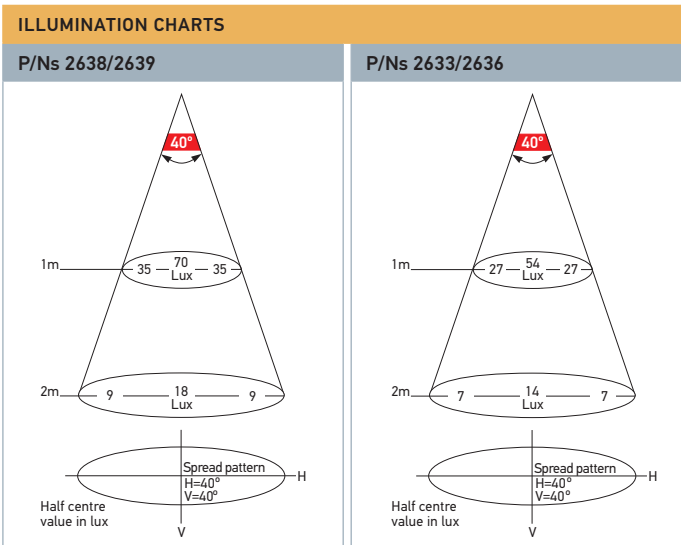 ILLUMINATION CHARTS
P/Ns 2638/2639
40°
1m
35 70 35
Lux
2m
9 18 9
Lux
Spread pattern
H
H=40°
V=40°
Half centre
value in lux
V
P/Ns 2633/2636
40°
1m
27 54 27
Lux
2m
7 14 7
Lux
Spread pattern
H
H=40°
V=40°
Half centre
value in lux
V